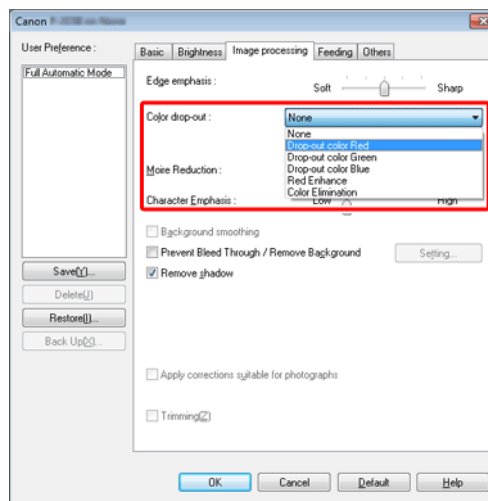 Canon
User Preference :
Full Automatic Mode
Save(Y)...
Delete(J)
Restore(I)...
Back Up(X)...
Basic
Brightness
Image processing
Feeding
Others
Edge emphasis :
Soft
Sharp
Color drop-out :
None
None
Drop-out color Red
Drop-out color Green
Drop-out color Blue
Red Enhance
Color Elimination
Moire Reduction :
Character Emphasis :
Low
High
Background smoothing
Prevent Bleed Through / Remove Background
Setting...
Remove shadow
Apply corrections suitable for photographs
Trimming(Z)
OK
Cancel
Default
Help